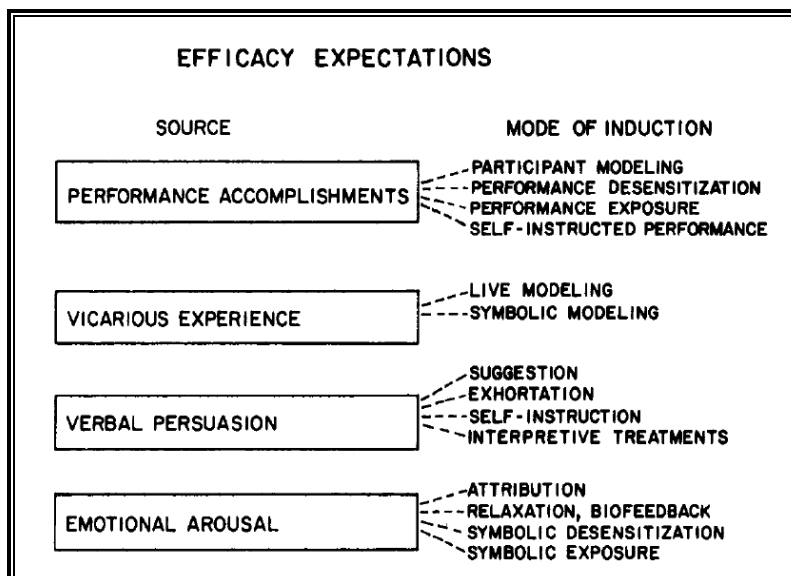 EFFICACY EXPECTATIONS
SOURCE MODE OF INDUCTION
PERFORMANCE ACCOMPLISHMENTS
PARTICIPANT MODELING
PERFORMANCE DESENSITIZATION
PERFORMANCE EXPOSURE
SELF-INSTRUCTED PERFORMANCE
VICARIOUS EXPERIENCE
LIVE MODELING
SYMBOLIC MODELING
VERBAL PERSUASION
SUGGESTION
EXHORTATION
SELF-INSTRUCTION
INTERPRETIVE TREATMENTS
EMOTIONAL AROUSAL
ATTRIBUTION
RELAXATION, BIOFEEDBACK
SYMBOLIC DESENSITIZATION
SYMBOLIC EXPOSURE